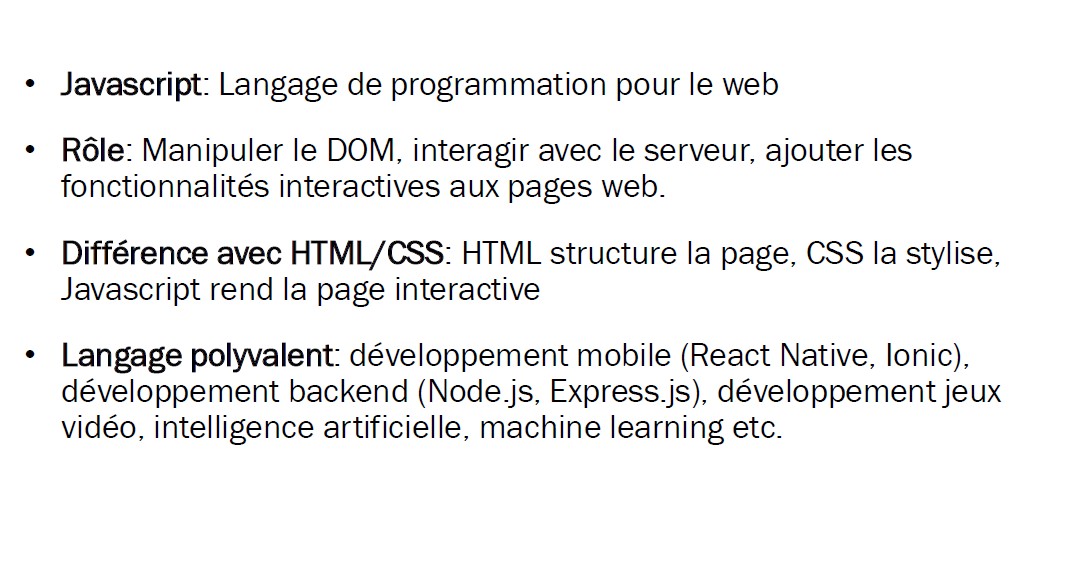 • Javascript: Langage de programmation pour le web
• Rôle: Manipuler le DOM, interagir avec le serveur, ajouter les
fonctionnalités interactives aux pages web.
• Différence avec HTML/CSS: HTML structure la page, CSS la stylise,
Javascript rend la page interactive
• Langage polyvalent: développement mobile (React Native, Ionic),
développement backend (Node.js, Express.js), développement jeux
vidéo, intelligence artificielle, machine learning etc.